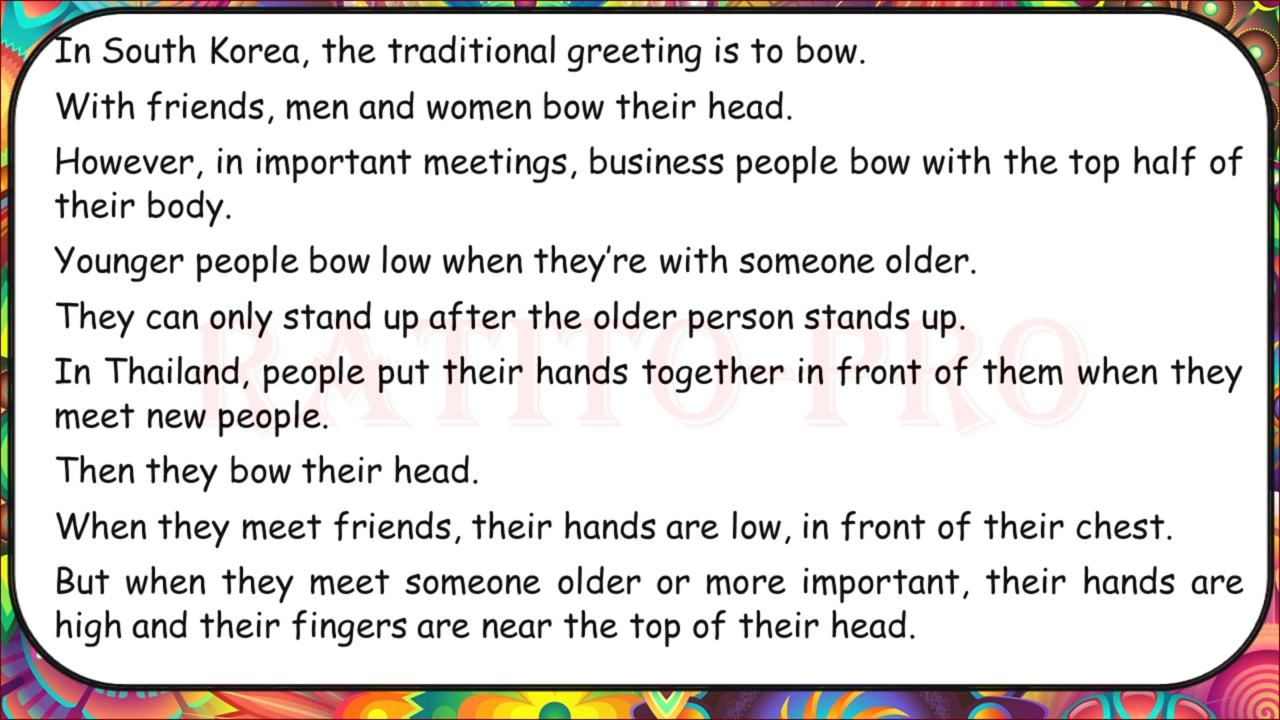 In South Korea, the traditional greeting is to bow.
With friends, men and women bow their head.
However, in important meetings, business people bow with the top half of
their body.
Younger people bow low when they're with someone older.
They can only stand up after the older person stands up.
RATITO-PRO
In Thailand, people put their hands together in front of them when they
meet new people.
Then they bow their head.
When they meet friends, their hands are low, in front of their chest.
But when they meet someone older or more important, their hands are
high and their fingers are near the top of their head.